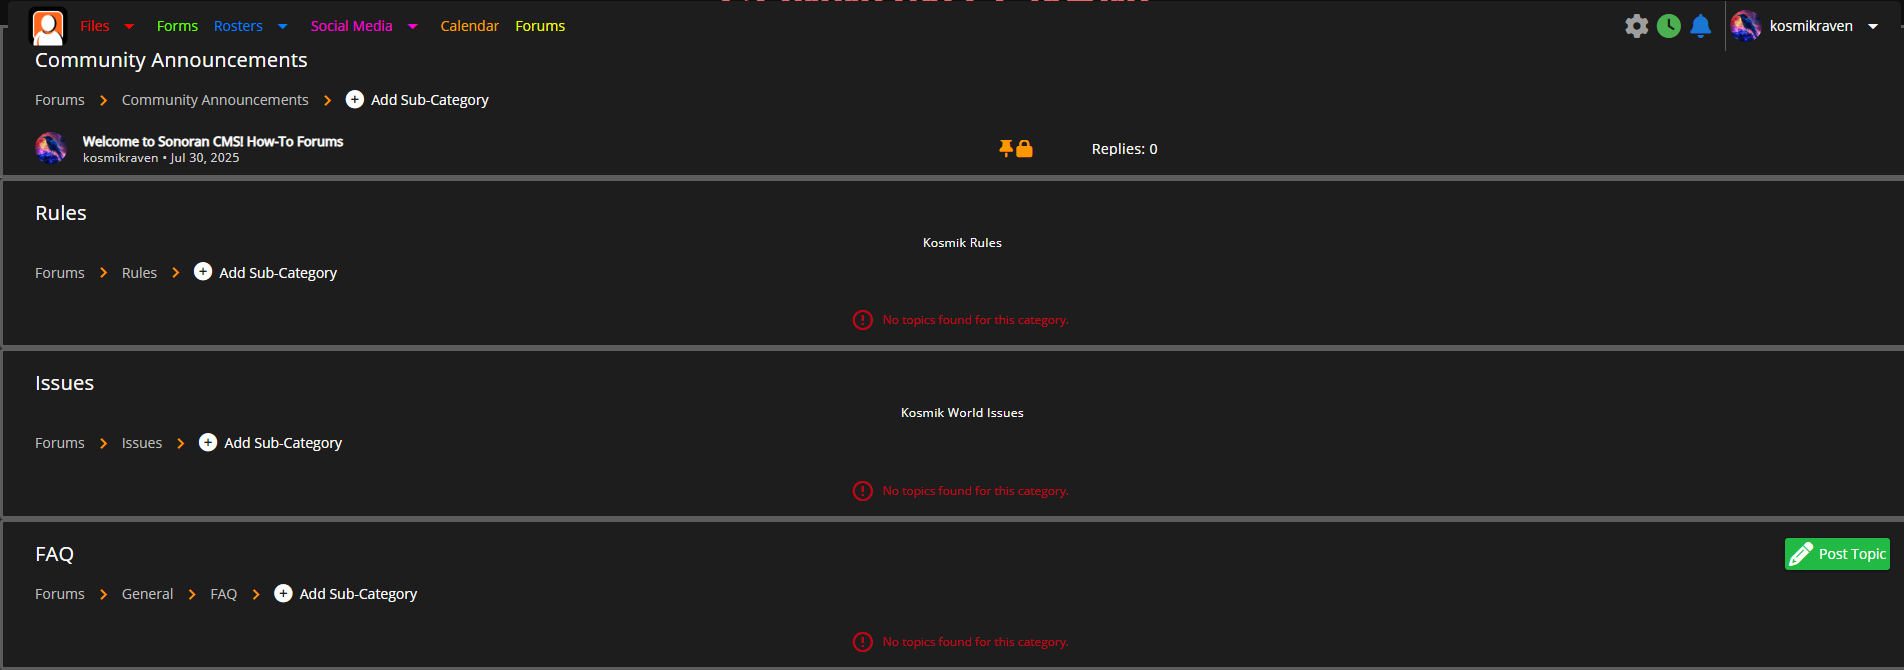 Files Forms Rosters Social Media Calendar Forums kosmikraven
Community Announcements
Forums Community Announcements Add Sub-Category
Welcome to Sonoran CMS! How-To Forums
kosmikraven • Jul 30, 2025
Replies: 0
Rules
Kosmik Rules
Forums Rules Add Sub-Category
No topics found for this category.
Issues
Kosmik World Issues
Forums Issues Add Sub-Category
No topics found for this category.
FAQ
Post Topic
Forums General FAQ Add Sub-Category
No topics found for this category.